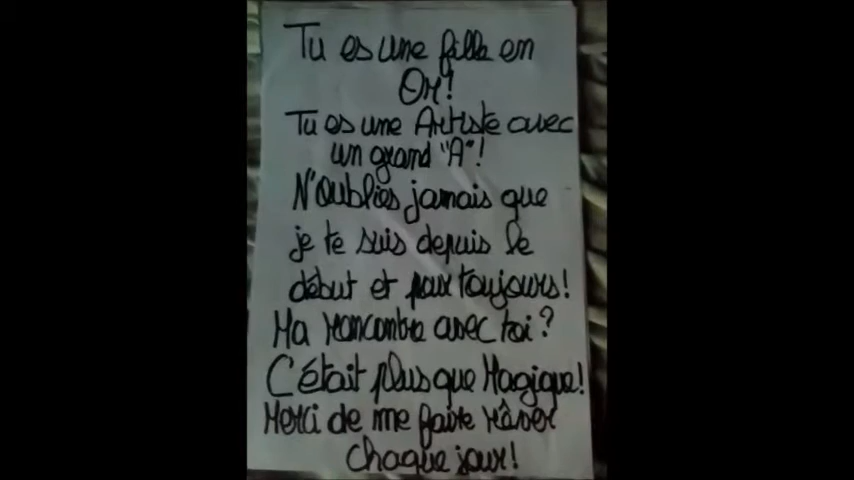 Tu es une fille en
Or!
Tu es une Artiste avec
un grand "A"!
N'oublies jamais que
je te suis depuis le
début et pour toujours!
Ma rencontre avec toi?
C'était plus que Magique!
Merci de me faire rêver
chaque jour!